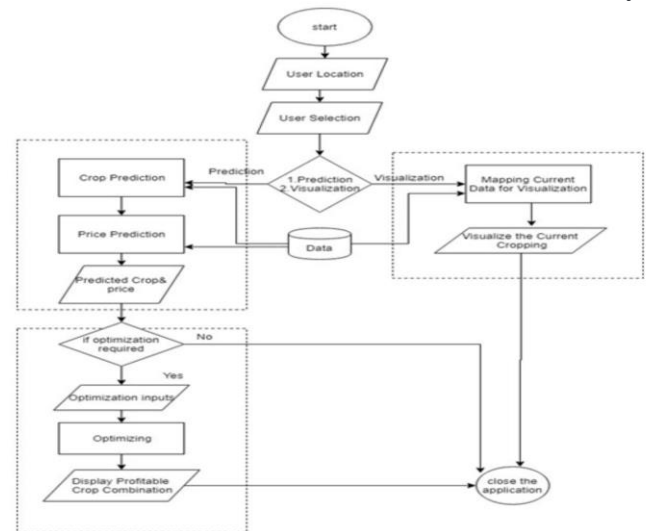 start
User Location
User Selection
Prediction
1.Prediction
2.Visualization
Visualization
Crop Prediction
Mapping Current
Data for Visualization
Price Prediction
Data
Visualize the Current
Cropping
Predicted Crop&
price
if optimization
required
No
Yes
Optimization inputs
Optimizing
Display Profitable
Crop Combination
close the
application